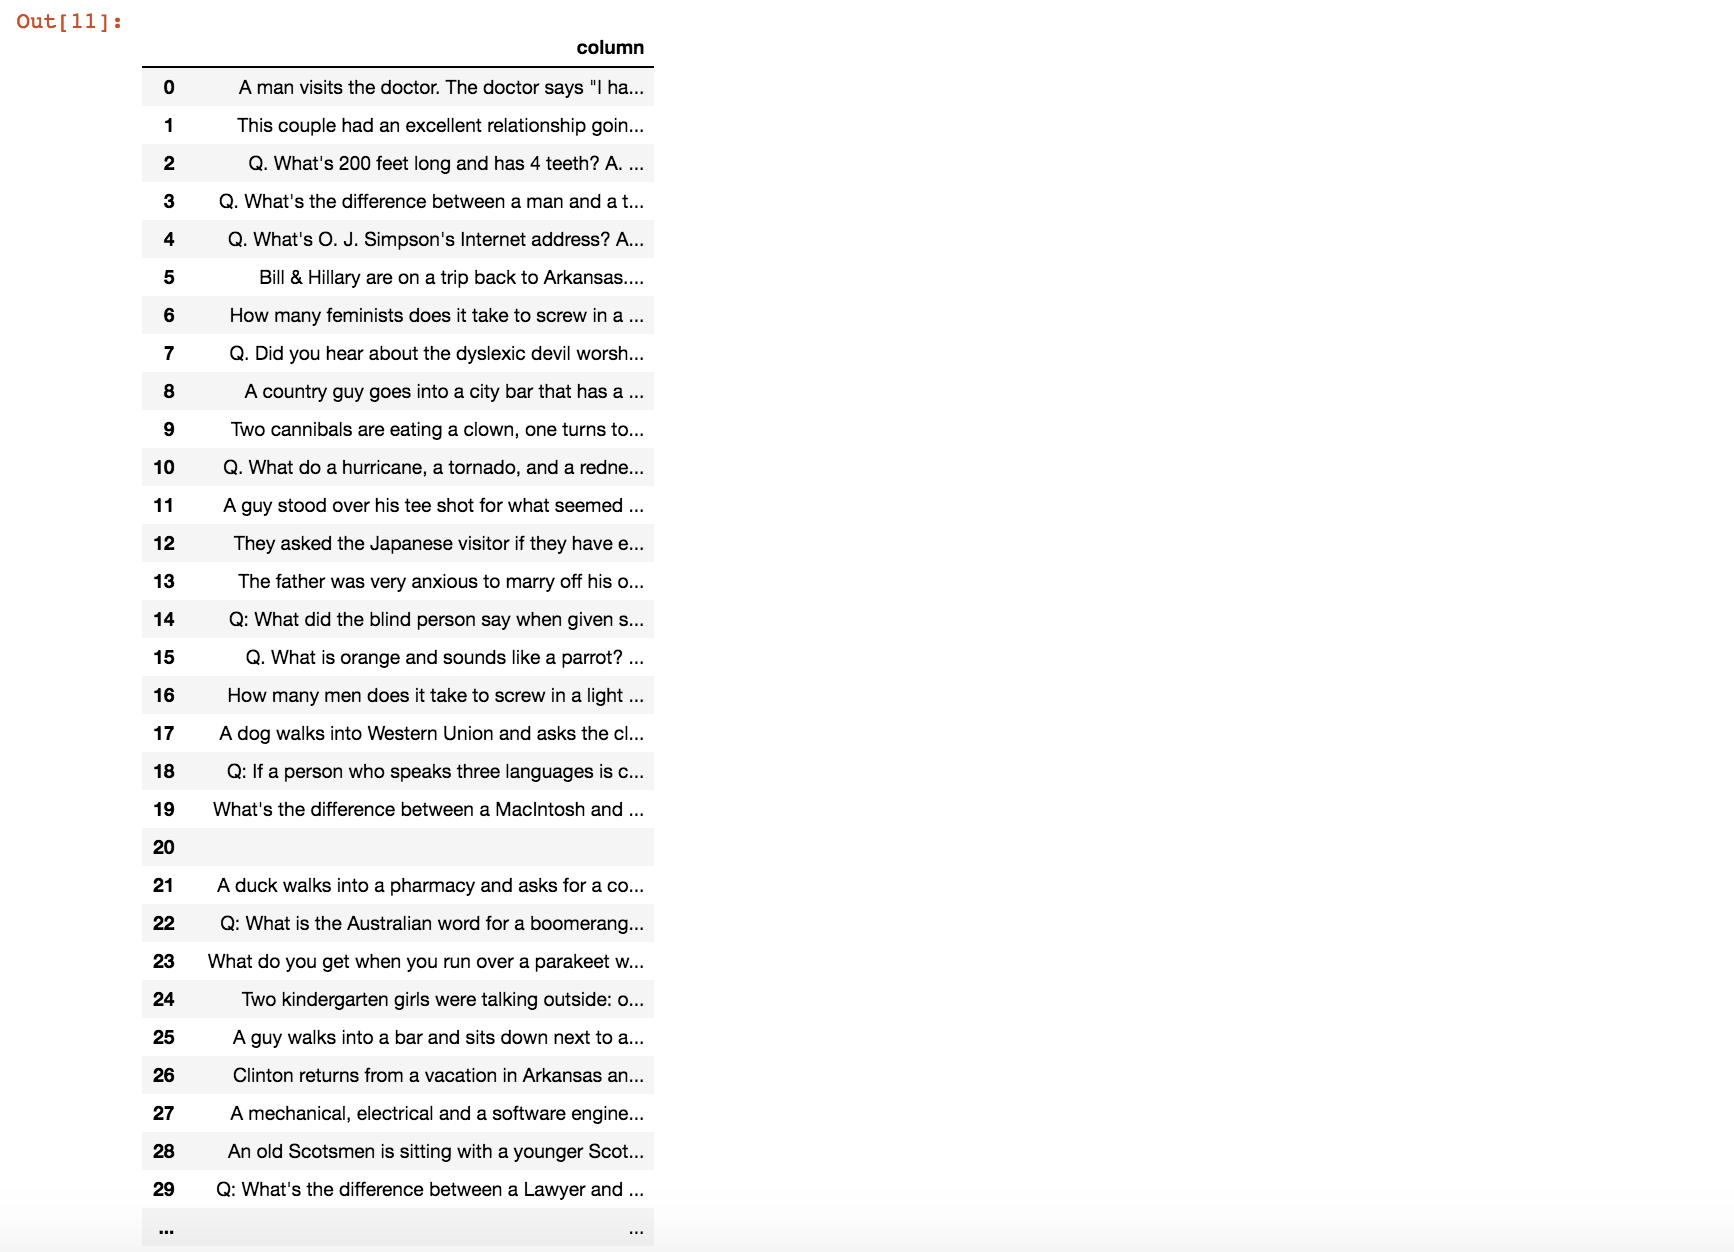 Out[11]:
column
0 A man visits the doctor. The doctor says "I ha...
1 This couple had an excellent relationship goin...
2 Q. What's 200 feet long and has 4 teeth? A. ...
3 Q. What's the difference between a man and a t...
4 Q. What's O. J. Simpson's Internet address? A...
5 Bill & Hillary are on a trip back to Arkansas....
6 How many feminists does it take to screw in a ...
7 Q. Did you hear about the dyslexic devil worsh...
8 A country guy goes into a city bar that has a ...
9 Two cannibals are eating a clown, one turns to...
10 Q. What do a hurricane, a tornado, and a redne...
11 A guy stood over his tee shot for what seemed ...
12 They asked the Japanese visitor if they have e...
13 The father was very anxious to marry off his o...
14 Q: What did the blind person say when given s...
15 Q. What is orange and sounds like a parrot? ...
16 How many men does it take to screw in a light ...
17 A dog walks into Western Union and asks the cl...
18 Q: If a person who speaks three languages is c...
19 What's the difference between a MacIntosh and ...
20
21 A duck walks into a pharmacy and asks for a co...
22 Q: What is the Australian word for a boomerang...
23 What do you get when you run over a parakeet w...
24 Two kindergarten girls were talking outside: o...
25 A guy walks into a bar and sits down next to a...
26 Clinton returns from a vacation in Arkansas an...
27 A mechanical, electrical and a software engine...
28 An old Scotsmen is sitting with a younger Scot...
29 Q: What's the difference between a Lawyer and ...
... ...